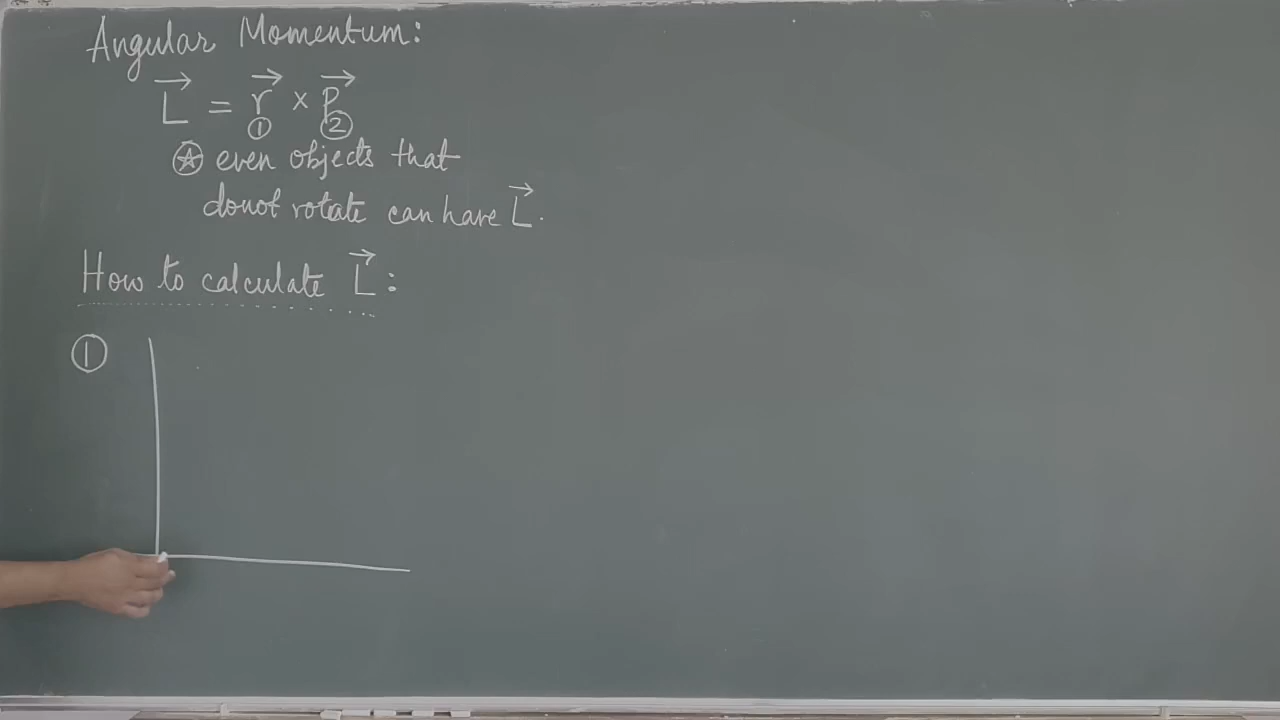 Angular Momentum:
L⃗ = r⃗ × p⃗
① ②
⍟ even objects that
donot rotate can have L⃗.
How to calculate L⃗:
①